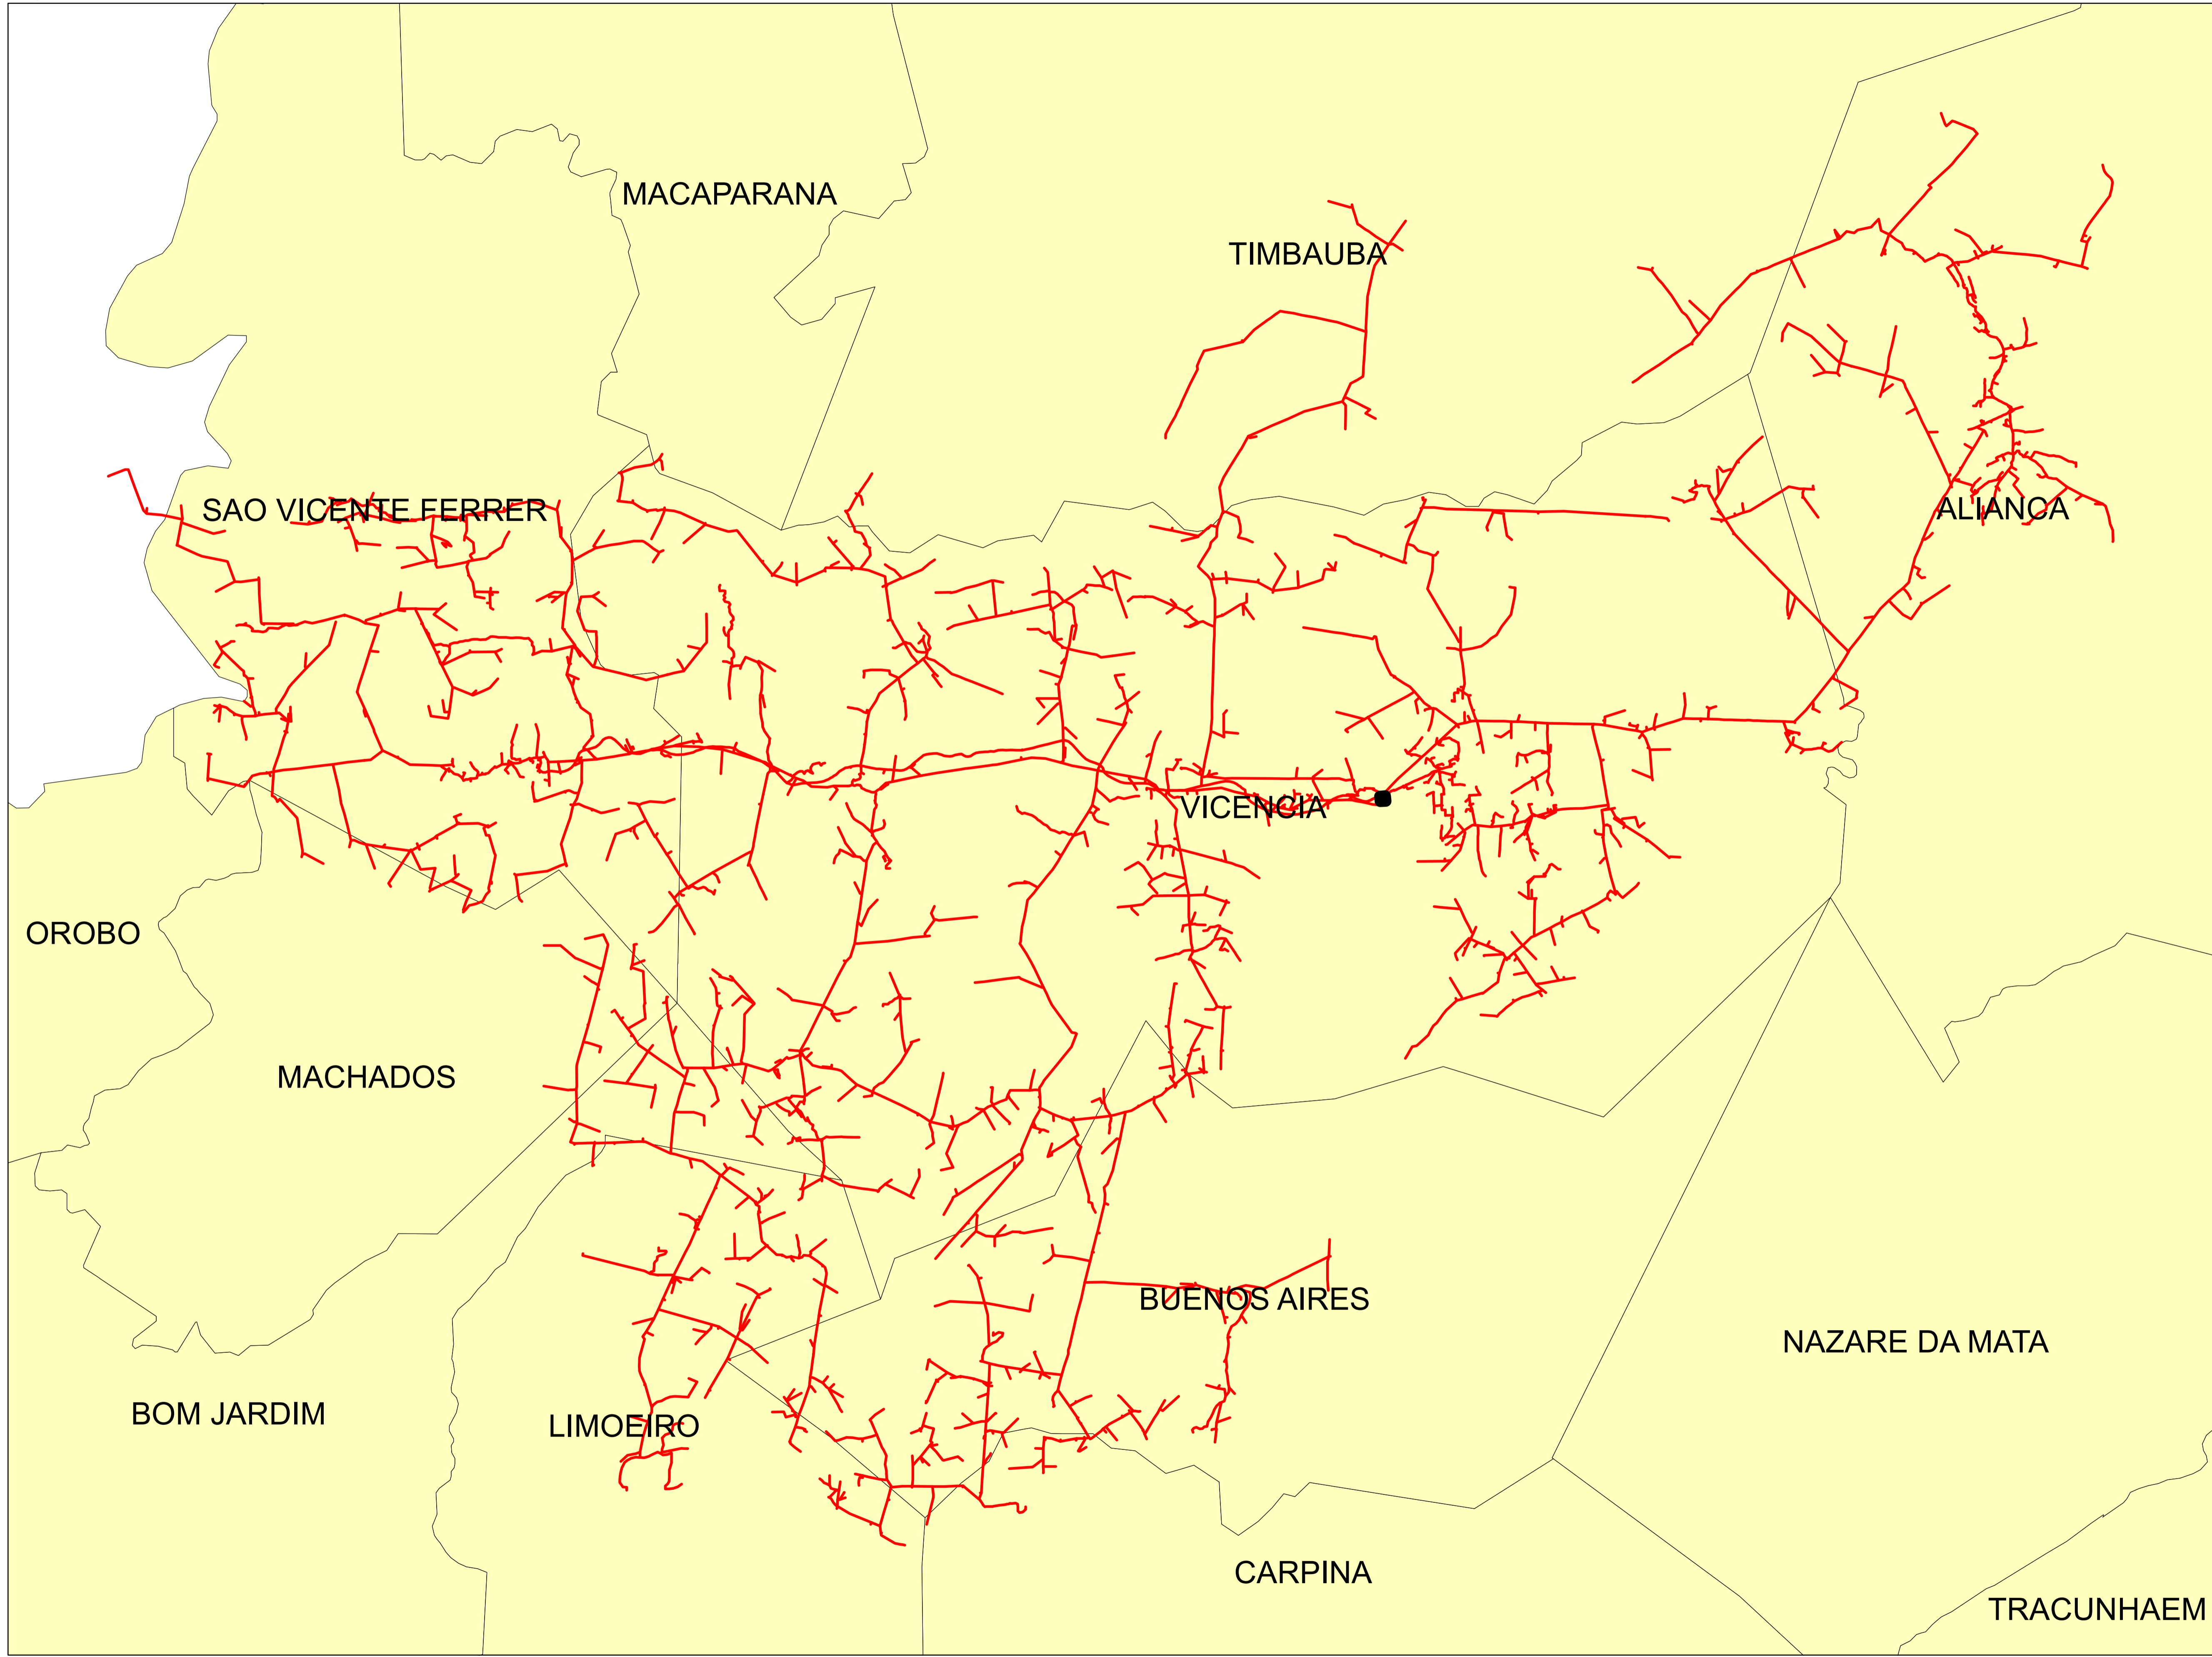 MACAPARANA
TIMBAUBA
SAO VICENTE FERRER
ALIANCA
VICENCIA
OROBO
MACHADOS
BUENOS AIRES
NAZARE DA MATA
BOM JARDIM
LIMOEIRO
CARPINA
TRACUNHAEM